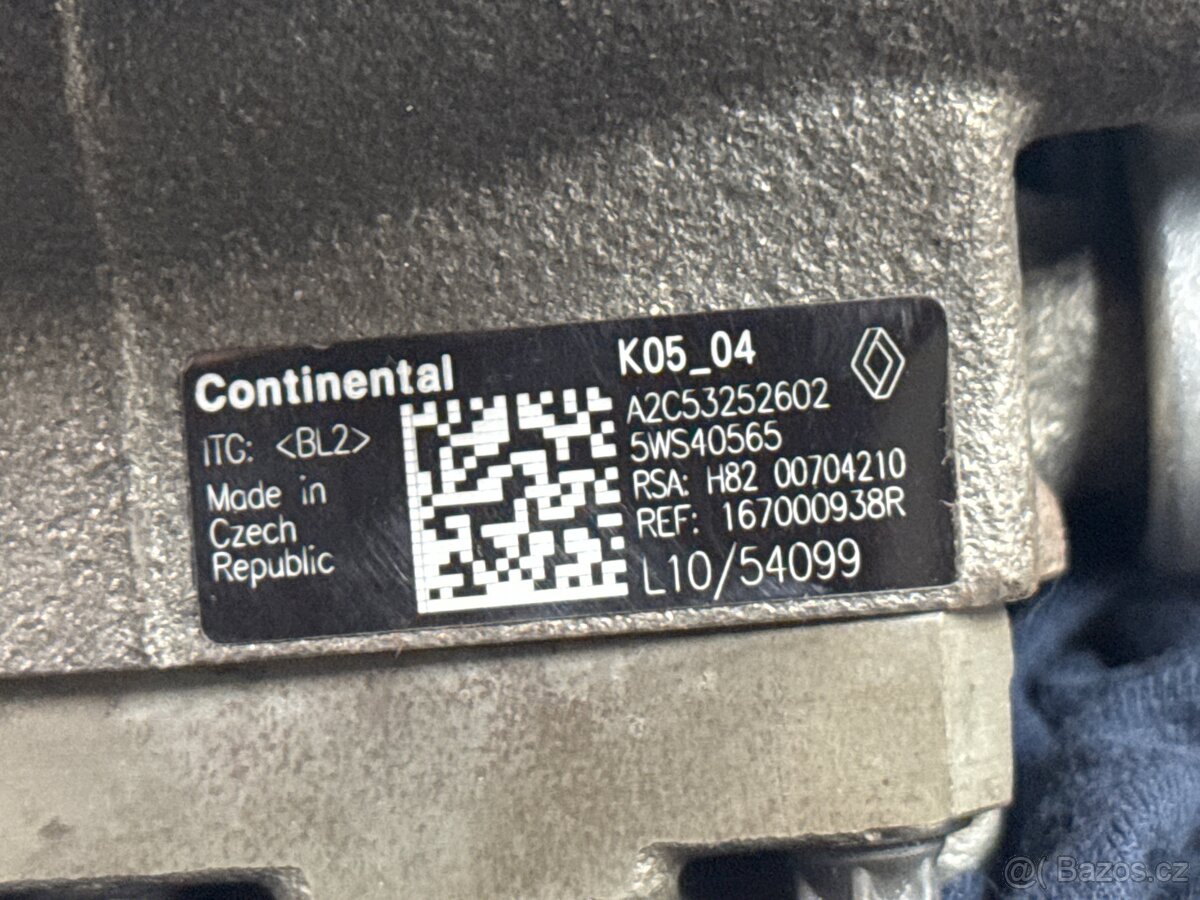 Continental
ITC: <BL2>
Made in
Czech
Republic
K05_04
A2C53252602
5WS40565
RSA: H82 00704210
REF: 167000938R
L10/54099
@( Bazos.cz